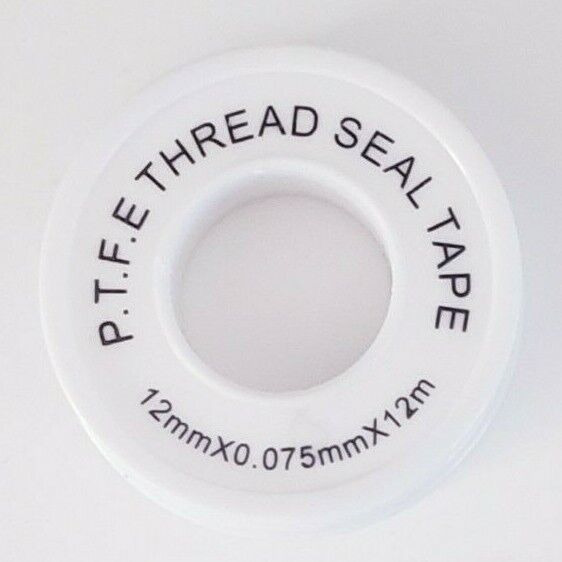 P.T.F.E THREAD SEAL TAPE
12mmX0.075mmX12m